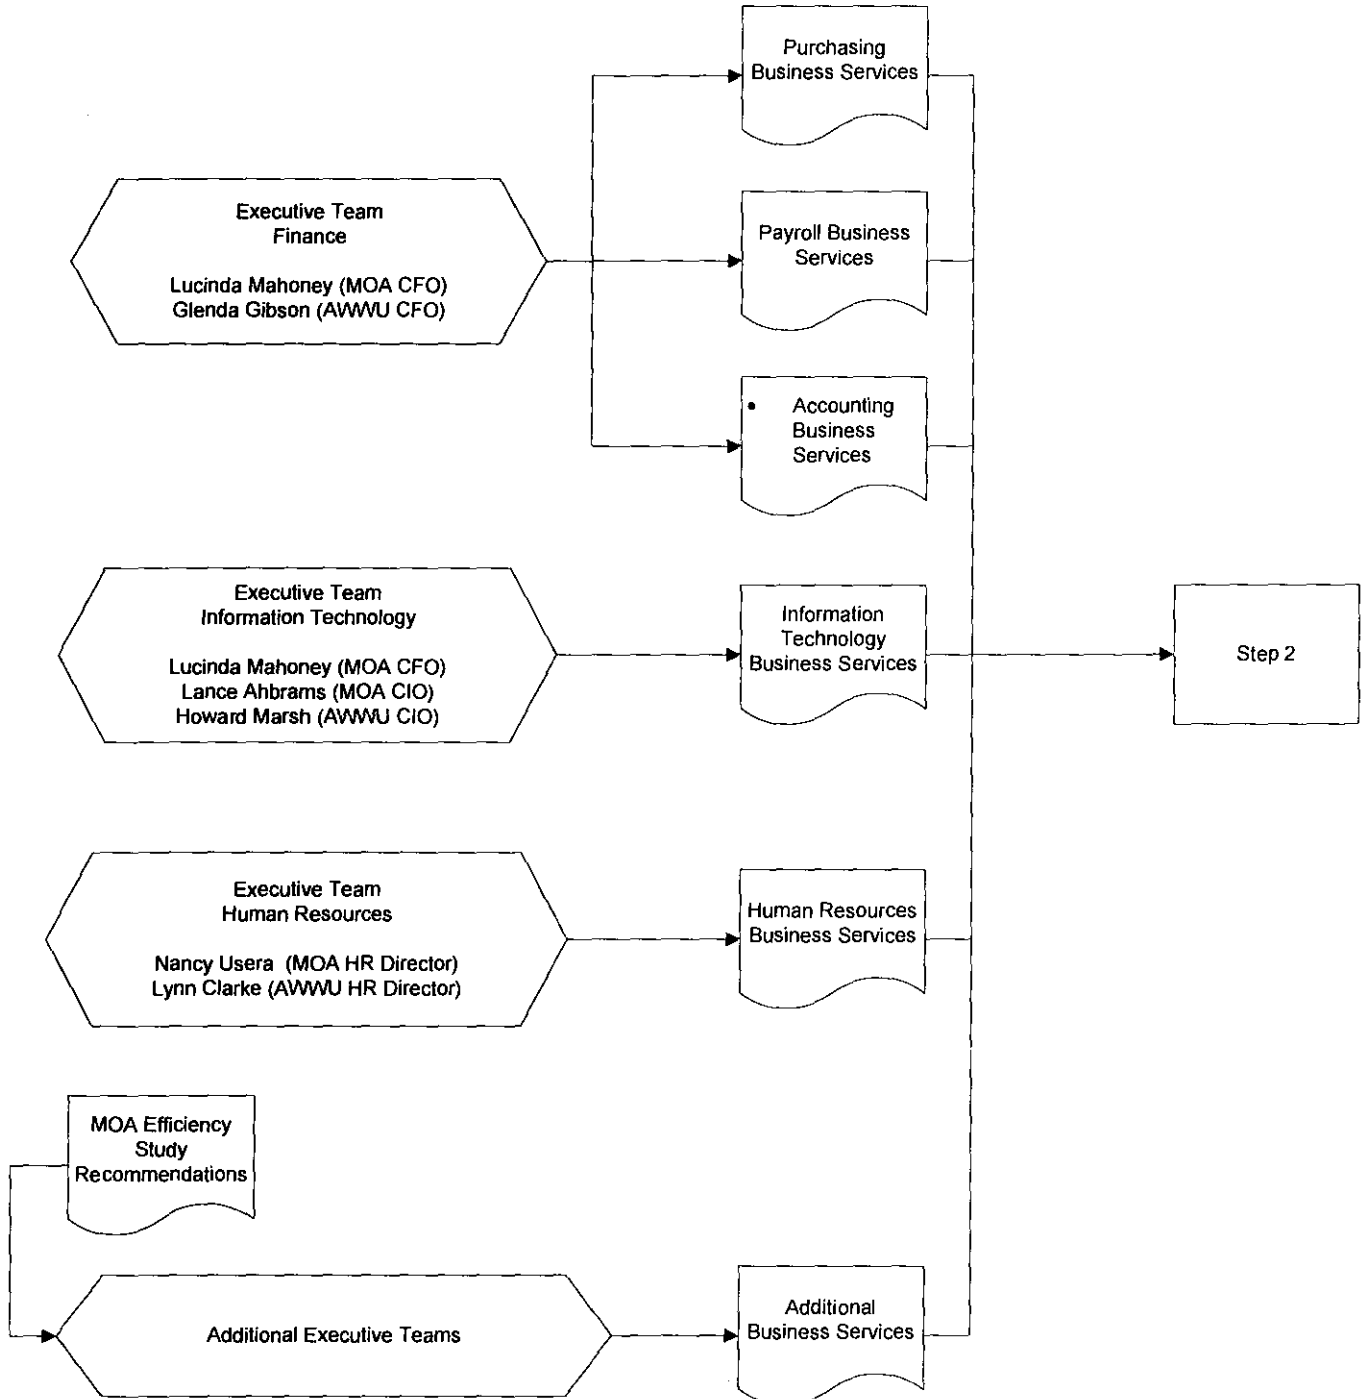 Purchasing
Business Services
Executive Team
Finance
Lucinda Mahoney (MOA CFO)
Glenda Gibson (AWWU CFO)
Payroll Business
Services
• Accounting
Business
Services
Executive Team
Information Technology
Lucinda Mahoney (MOA CFO)
Lance Ahbrams (MOA CIO)
Howard Marsh (AWWU CIO)
Information
Technology
Business Services
Step 2
Executive Team
Human Resources
Nancy Usera (MOA HR Director)
Lynn Clarke (AWWU HR Director)
Human Resources
Business Services
MOA Efficiency
Study
Recommendations
Additional Executive Teams
Additional
Business Services